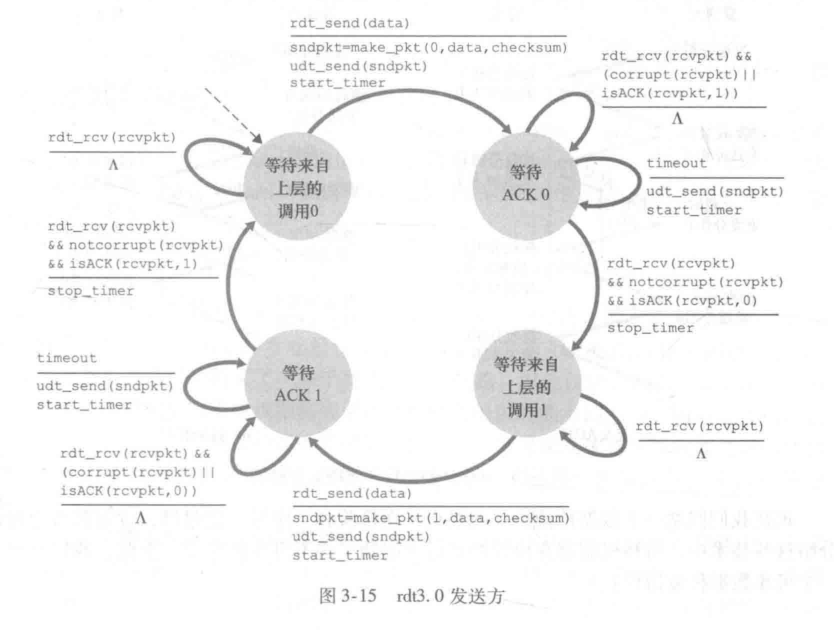 rdt_send(data)
sndpkt=make_pkt(0,data,checksum)
udt_send(sndpkt)
start_timer
rdt_rcv(rcvpkt) &&
(corrupt(rcvpkt)||
isACK(rcvpkt,1))
Λ
rdt_rcv(rcvpkt)
Λ
等待来自
上层的
调用0
等待
ACK 0
timeout
udt_send(sndpkt)
start_timer
rdt_rcv(rcvpkt)
&& notcorrupt(rcvpkt)
&& isACK(rcvpkt,1)
stop_timer
rdt_rcv(rcvpkt)
&& notcorrupt(rcvpkt)
&& isACK(rcvpkt,0)
stop_timer
timeout
udt_send(sndpkt)
start_timer
等待
ACK 1
等待来自
上层的
调用1
rdt_rcv(rcvpkt)
Λ
rdt_rcv(rcvpkt) &&
(corrupt(rcvpkt)||
isACK(rcvpkt,0))
Λ
rdt_send(data)
sndpkt=make_pkt(1,data,checksum)
udt_send(sndpkt)
start_timer
图 3-15 rdt3.0 发送方